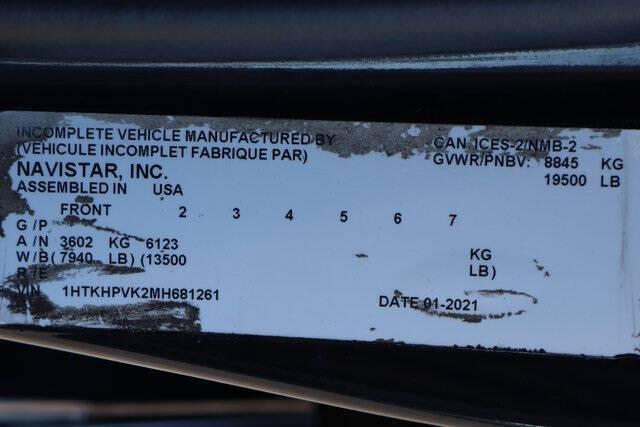 INCOMPLETE VEHICLE MANUFACTURED BY
(VEHICULE INCOMPLET FABRIQUE PAR)
NAVISTAR, INC.
ASSEMBLED IN USA
CAN ICES-2/NMB-2
GVWR/PNBV: 8845 KG
19500 LB
FRONT 2 3 4 5 6 7
G /P
A / N 3602 KG 6123 KG
W / B ( 7940 LB) (13500 LB)
R / E
VIN 1HTKHPVK2MH681261
DATE 01-2021